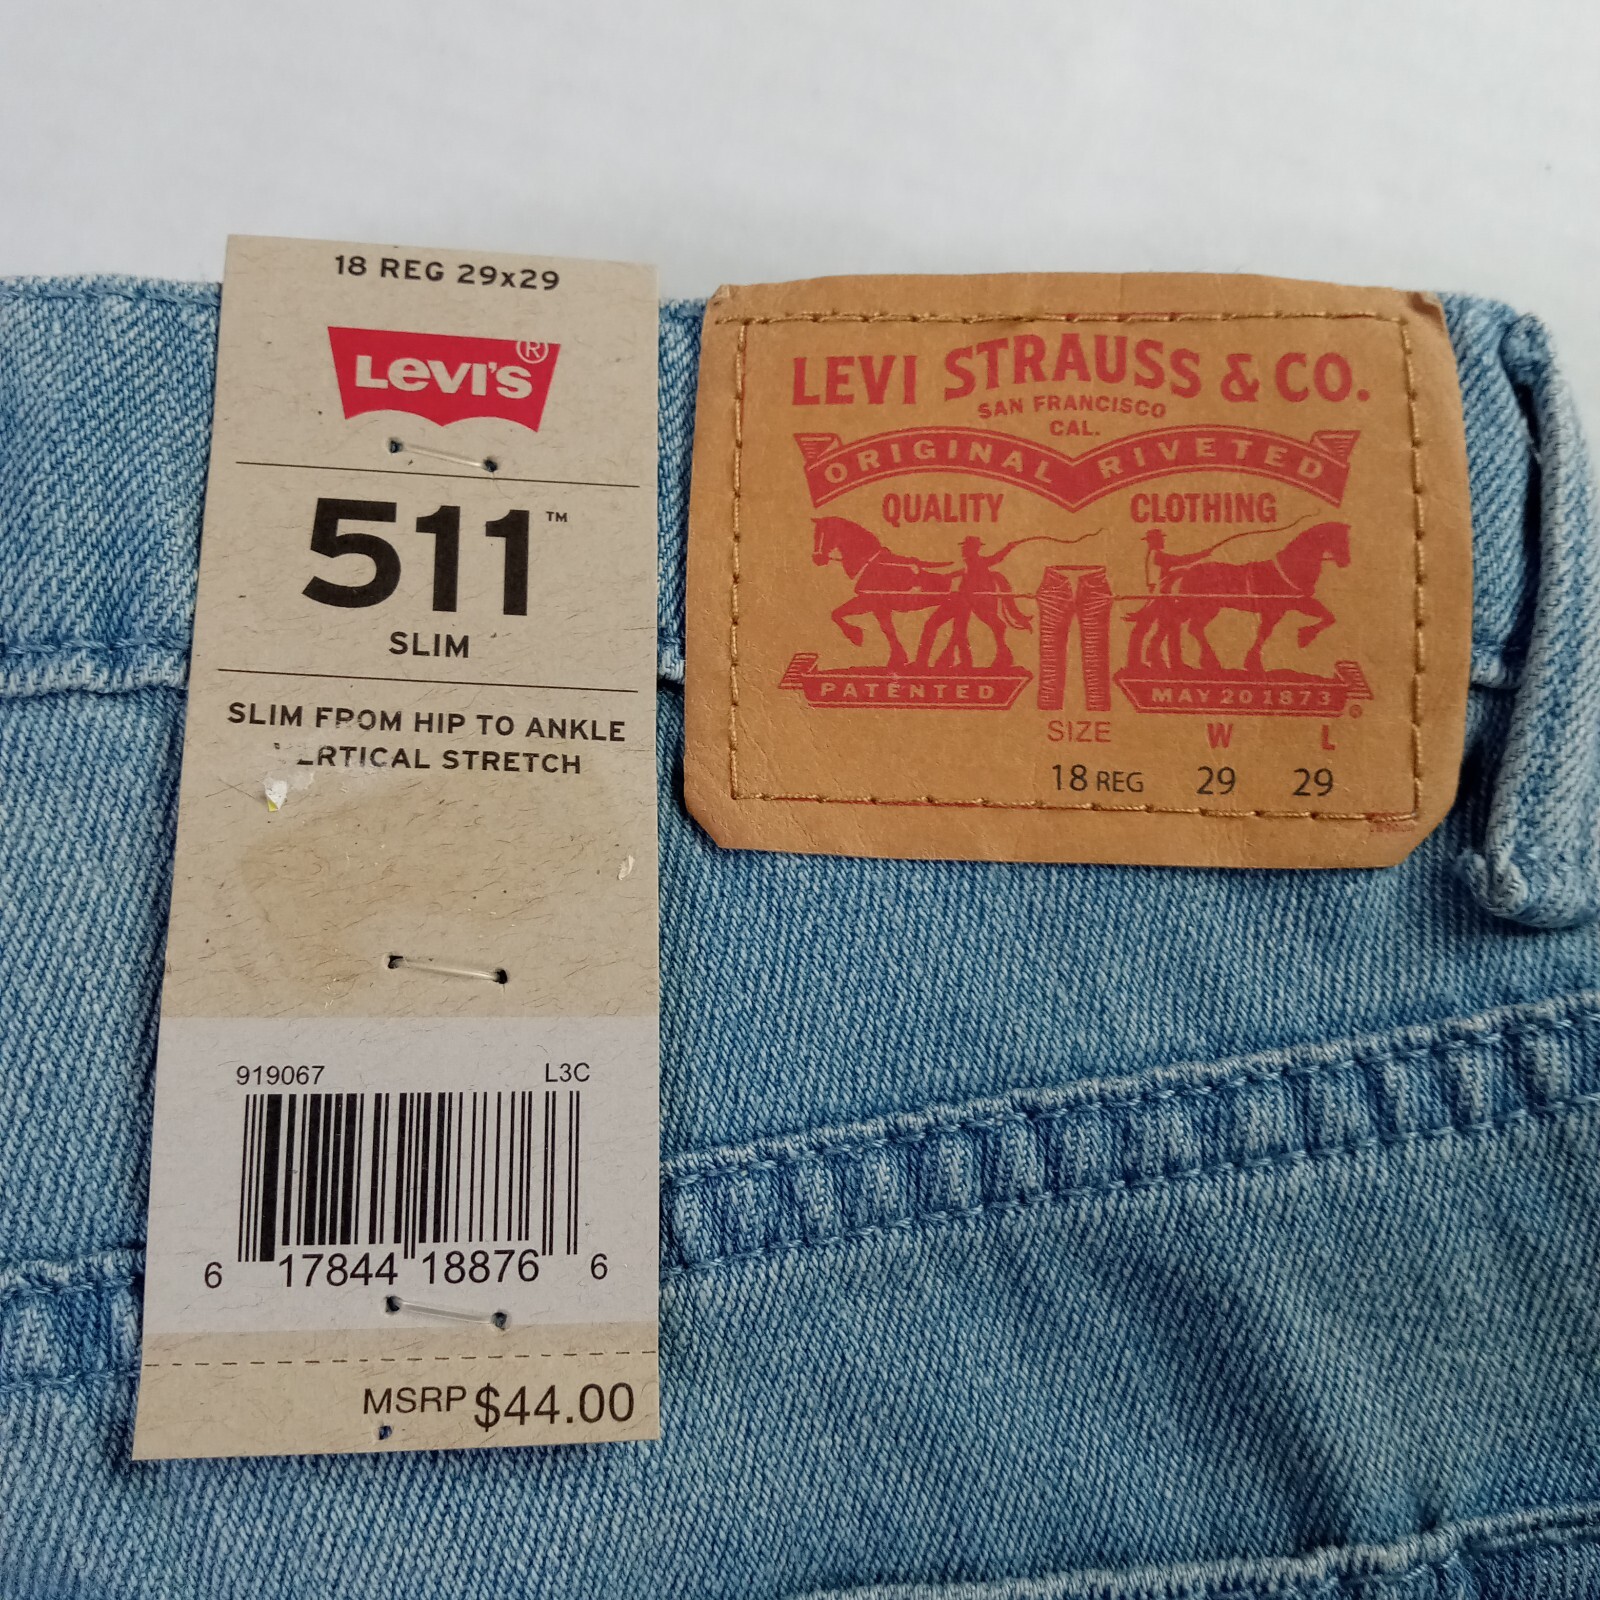 18 REG 29x29
Levi's®
511™
SLIM
SLIM FROM HIP TO ANKLE
VERTICAL STRETCH
919067 L3C
6 17844 18876 6
MSRP $44.00
LEVI STRAUSS & CO.
SAN FRANCISCO
CAL.
ORIGINAL RIVETED
QUALITY CLOTHING
PATENTED MAY 20 1873 ®
SIZE W L
18 REG 29 29